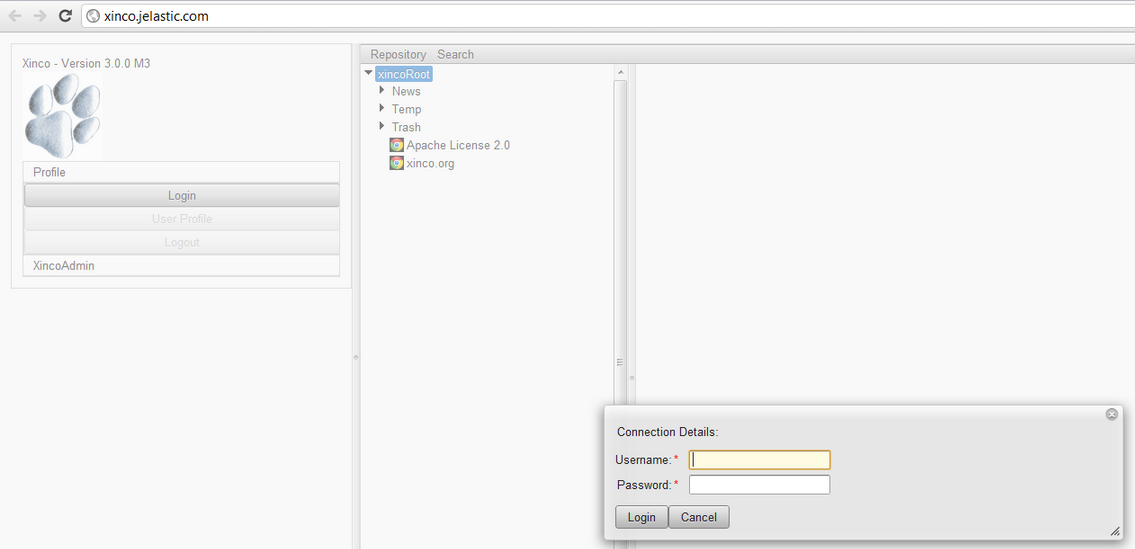 xinco.jelastic.com
Xinco - Version 3.0.0 M3
Profile
Login
User Profile
Logout
XincoAdmin
Repository Search
xincoRoot
News
Temp
Trash
Apache License 2.0
xinco.org
Connection Details:
Username: *
Password: *
Login Cancel